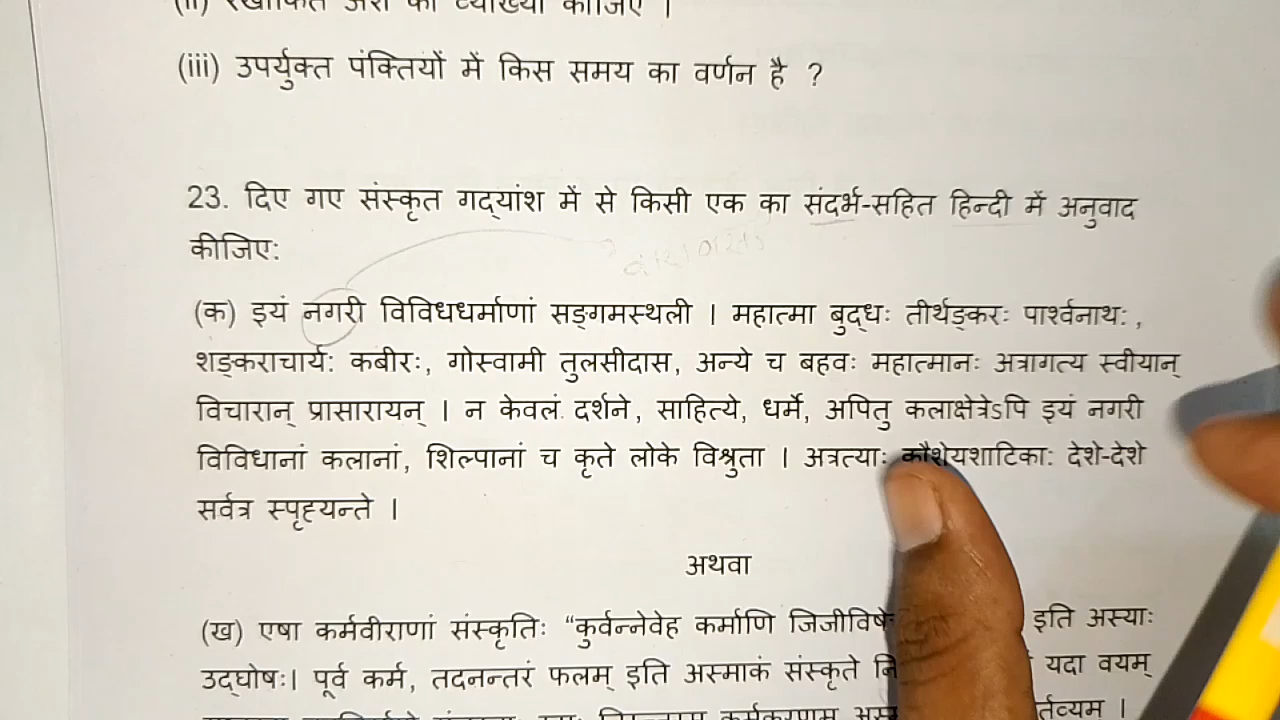 (ii) रेखांकित अंश की व्याख्या कीजिए ।
(iii) उपर्युक्त पंक्तियों में किस समय का वर्णन है ?
23. दिए गए संस्कृत गद्यांश में से किसी एक का संदर्भ-सहित हिन्दी में अनुवाद
कीजिए:
(क) इयं नगरी विविधधर्माणां सङ्गमस्थली । महात्मा बुद्धः तीर्थङ्करः पार्श्वनाथः,
शङ्कराचार्य: कबीरः, गोस्वामी तुलसीदास, अन्ये च बहवः महात्मानः अत्रागत्य स्वीयान्
विचारान् प्रासारायन् । न केवलं दर्शने, साहित्ये, धर्मे, अपितु कलाक्षेत्रेऽपि इयं नगरी
विविधानां कलानां, शिल्पानां च कृते लोके विश्रुता । अत्रत्याः कौशेयशाटिका: देशे-देशे
सर्वत्र स्पृह्यन्ते ।
अथवा
(ख) एषा कर्मवीराणां संस्कृतिः “कुर्वन्नेवेह कर्माणि इति अस्याः
उद्घोषः। पूर्व कर्म, तदनन्तरं फलम् इति अस्माकं संस्कृते यदा वयम्